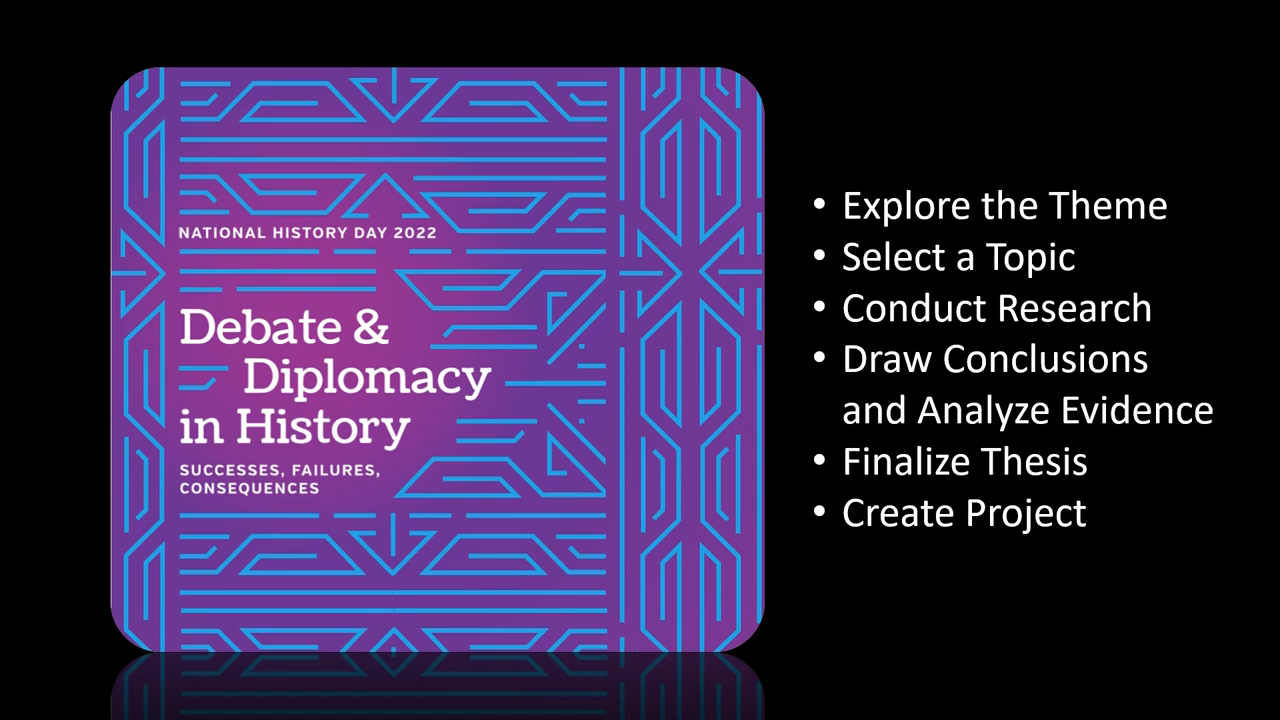 NATIONAL HISTORY DAY 2022
Debate &
Diplomacy
in History
SUCCESSES, FAILURES,
CONSEQUENCES
• Explore the Theme
• Select a Topic
• Conduct Research
• Draw Conclusions
and Analyze Evidence
• Finalize Thesis
• Create Project